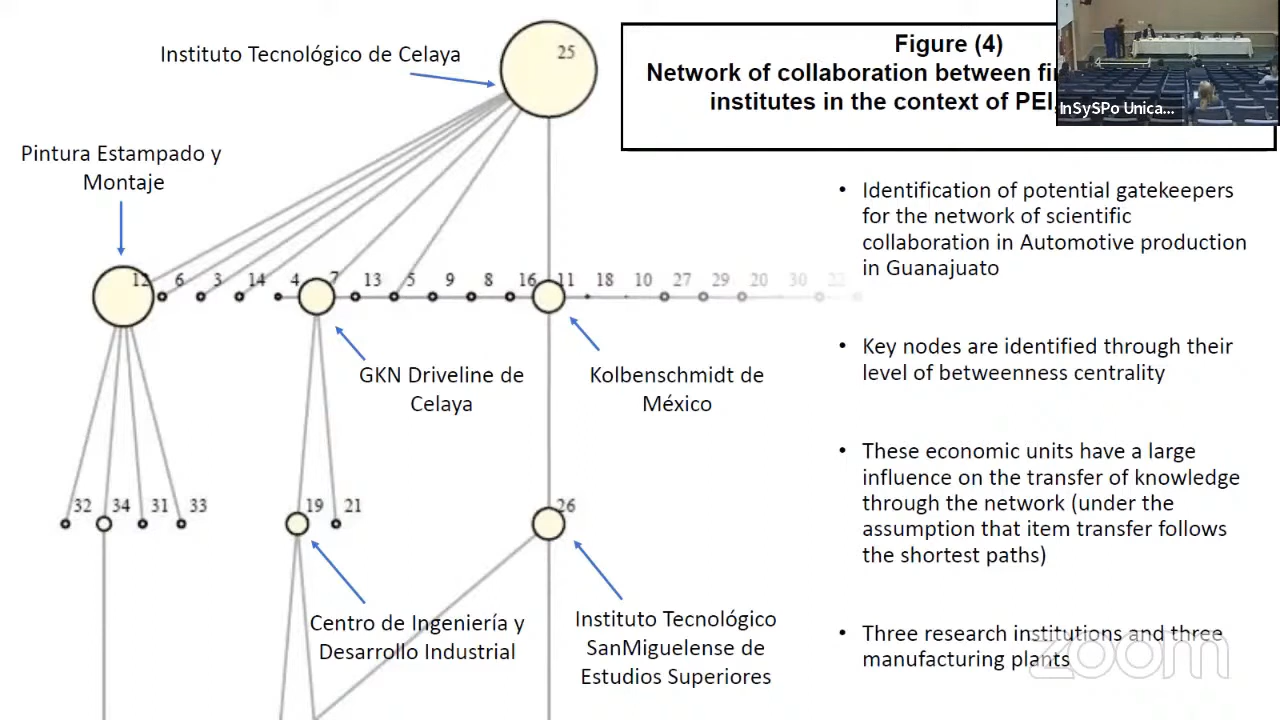 Instituto Tecnológico de Celaya
25
Figure (4)
Network of collaboration between
institutes in the context of
InSySPo Unica...
Pintura Estampado y
Montaje
• Identification of potential gatekeepers
for the network of scientific
collaboration in Automotive production
in Guanajuato
12 6 3 14 4 7 13 5 9 8 16 11 18 10 27 29 20 30 22
GKN Driveline de
Celaya
Kolbenschmidt de
México
• Key nodes are identified through their
level of betweenness centrality
• These economic units have a large
influence on the transfer of knowledge
through the network (under the
assumption that item transfer follows
the shortest paths)
32 34 31 33 19 21 26
Centro de Ingeniería y
Desarrollo Industrial
Instituto Tecnológico
SanMiguelense de
Estudios Superiores
• Three research institutions and three
manufacturing plants
zoom